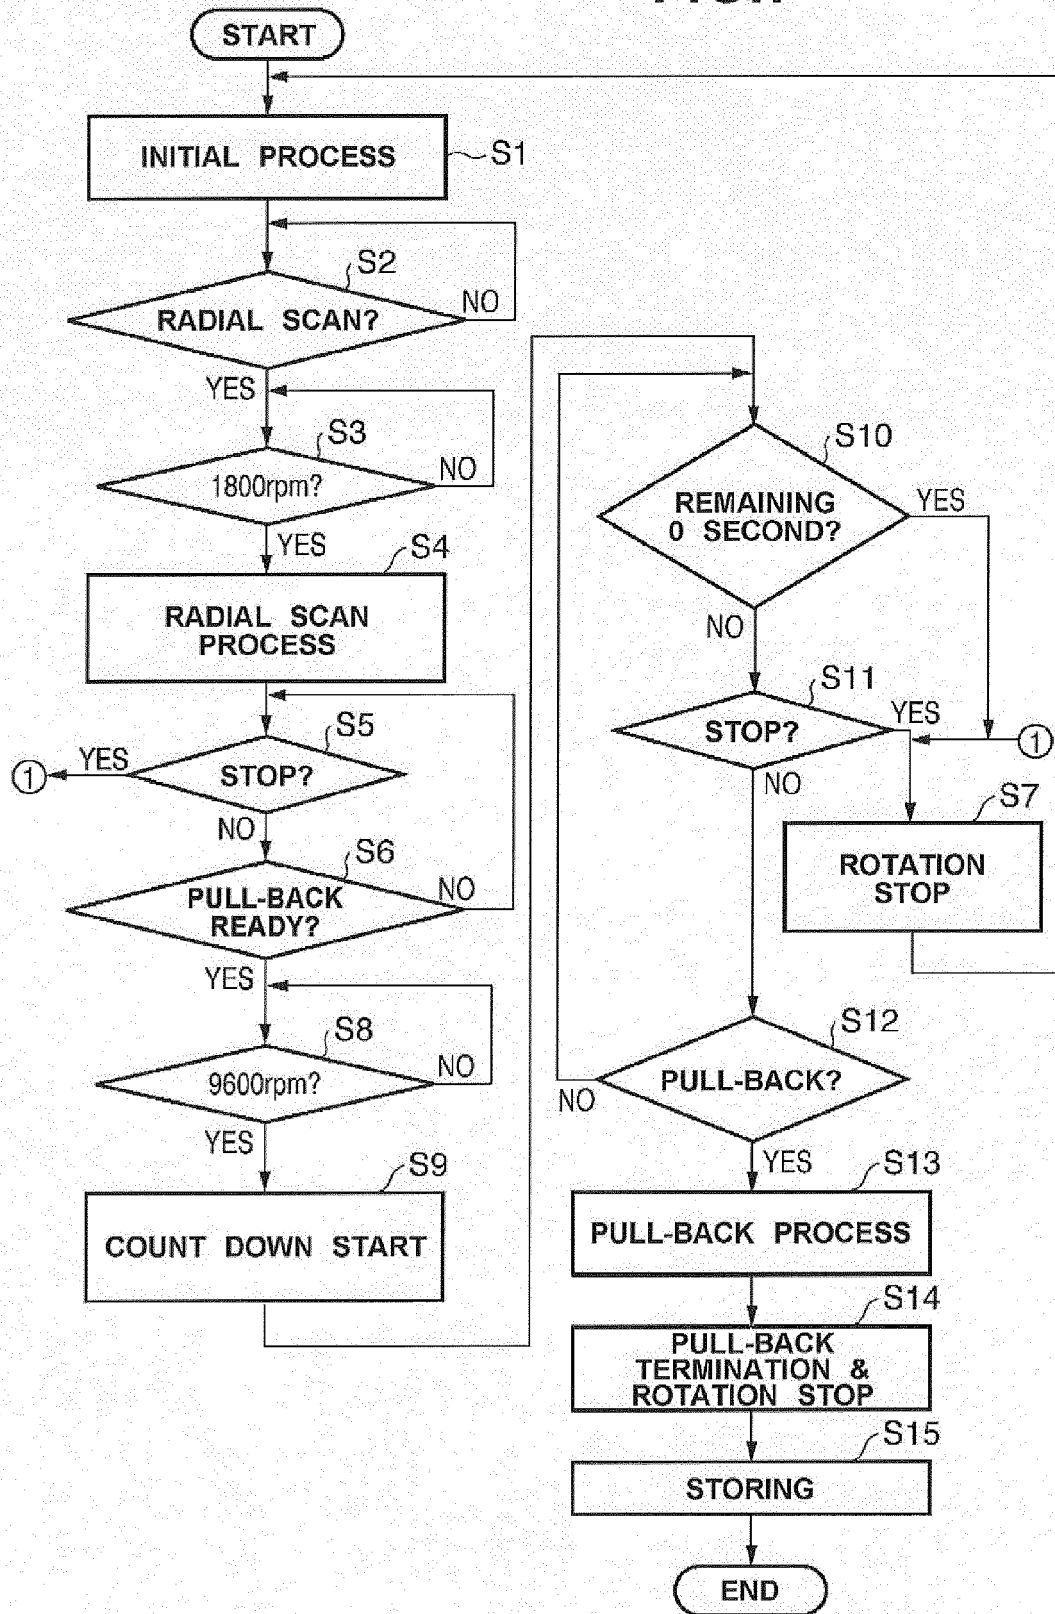 START
INITIAL PROCESS
S1
S2
RADIAL SCAN?
NO
YES
S3
1800rpm?
NO
YES
S4
RADIAL SCAN
PROCESS
S5
YES
1
STOP?
NO
S6
PULL-BACK
READY?
NO
YES
S8
9600rpm?
NO
YES
S9
COUNT DOWN START
S10
REMAINING
0 SECOND?
YES
NO
S11
STOP?
YES
1
NO
S7
ROTATION
STOP
S12
PULL-BACK?
NO
YES
S13
PULL-BACK PROCESS
S14
PULL-BACK
TERMINATION &
ROTATION STOP
S15
STORING
END